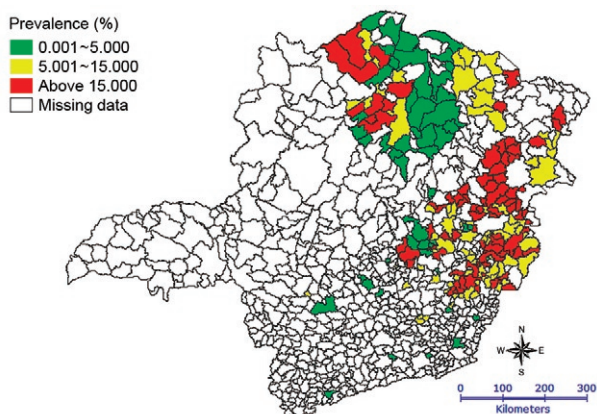 Prevalence (%)
0.001~5.000
5.001~15.000
Above 15.000
Missing data
N
W E
S
0 100 200 300
Kilometers